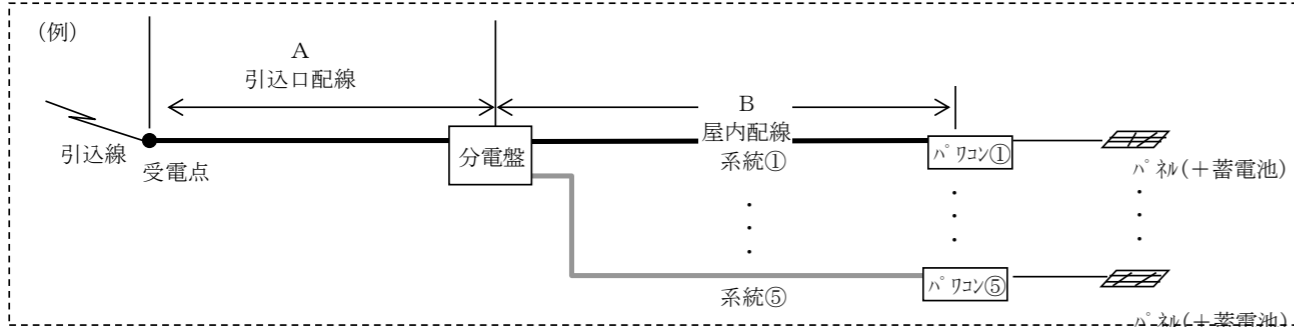 (例)
A
引込口配線
B
屋内配線
系統①
引込線
受電点
分電盤
パワコン①
パネル(+蓄電池)
系統⑤
パワコン⑤
パネル(+蓄電池)